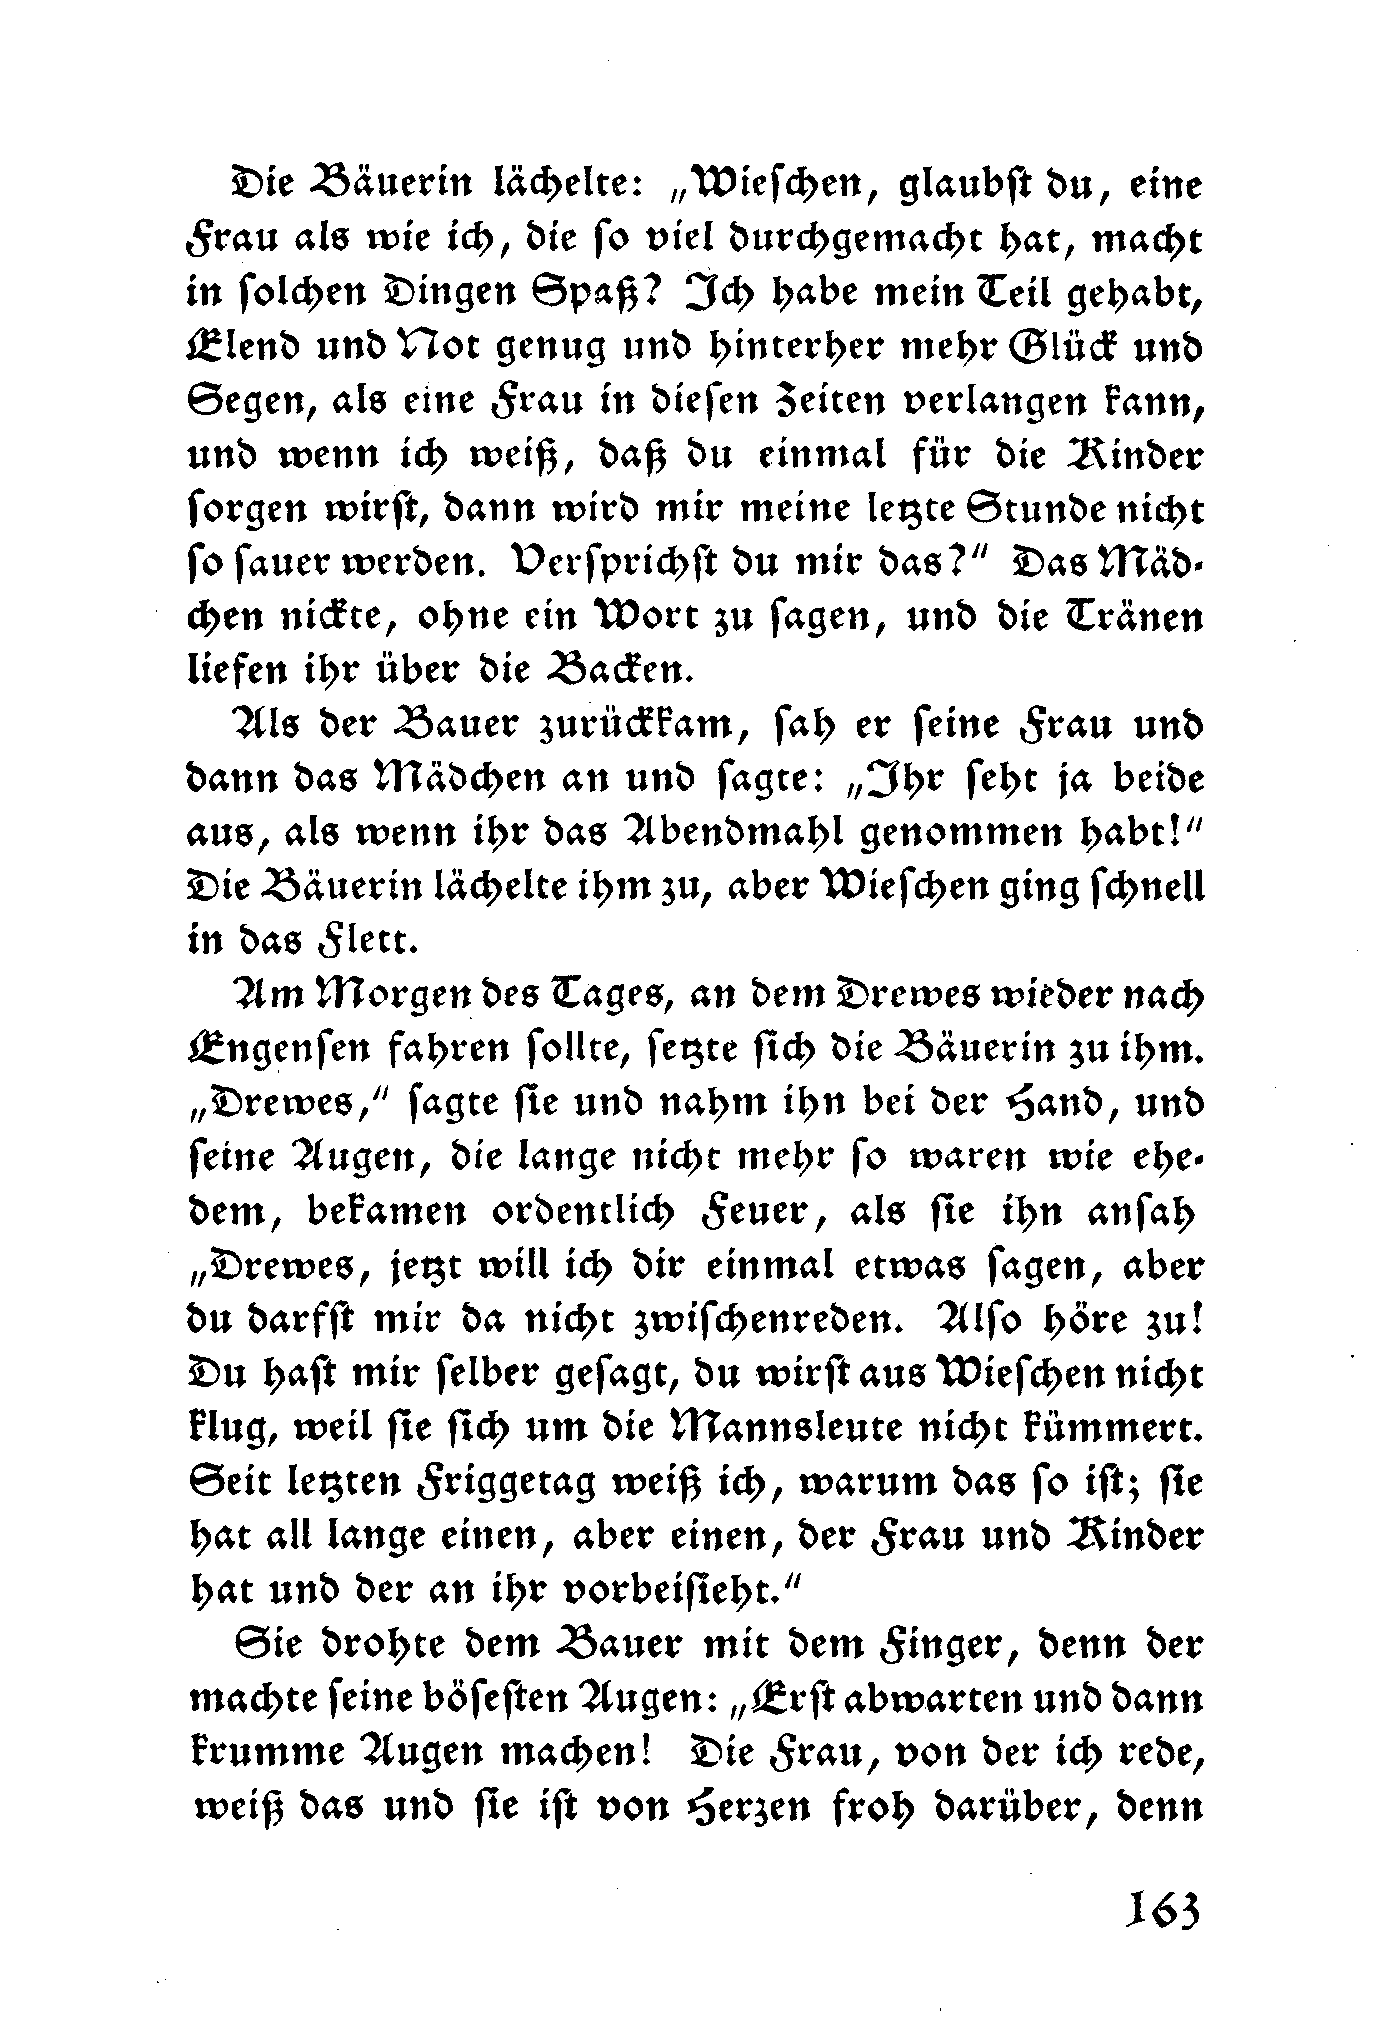 Die Bäuerin lächelte: „Wieſchen, glaubſt du, eine
Frau als wie ich, die ſo viel durchgemacht hat, macht
in ſolchen Dingen Spaß? Ich habe mein Teil gehabt,
Elend und Not genug und hinterher mehr Glück und
Segen, als eine Frau in dieſen Zeiten verlangen kann,
und wenn ich weiß, daß du einmal für die Kinder
ſorgen wirſt, dann wird mir meine letzte Stunde nicht
ſo ſauer werden. Verſprichſt du mir das?“ Das Mäd-
chen nickte, ohne ein Wort zu ſagen, und die Tränen
liefen ihr über die Backen.
Als der Bauer zurückkam, ſah er ſeine Frau und
dann das Mädchen an und ſagte: „Ihr ſeht ja beide
aus, als wenn ihr das Abendmahl genommen habt!“
Die Bäuerin lächelte ihm zu, aber Wieſchen ging ſchnell
in das Flett.
Am Morgen des Tages, an dem Drewes wieder nach
Engenſen fahren ſollte, ſetzte ſich die Bäuerin zu ihm.
„Drewes,“ ſagte ſie und nahm ihn bei der Hand, und
ſeine Augen, die lange nicht mehr ſo waren wie ehe-
dem, bekamen ordentlich Feuer, als ſie ihn anſah
„Drewes, jetzt will ich dir einmal etwas ſagen, aber
du darfſt mir da nicht zwiſchenreden. Alſo höre zu!
Du haſt mir ſelber geſagt, du wirſt aus Wieſchen nicht
klug, weil ſie ſich um die Mannsleute nicht kümmert.
Seit letzten Friggetag weiß ich, warum das ſo iſt; ſie
hat all lange einen, aber einen, der Frau und Kinder
hat und der an ihr vorbeiſieht.“
Sie drohte dem Bauer mit dem Finger, denn der
machte ſeine böſeſten Augen: „Erſt abwarten und dann
krumme Augen machen! Die Frau, von der ich rede,
weiß das und ſie iſt von Herzen froh darüber, denn
163